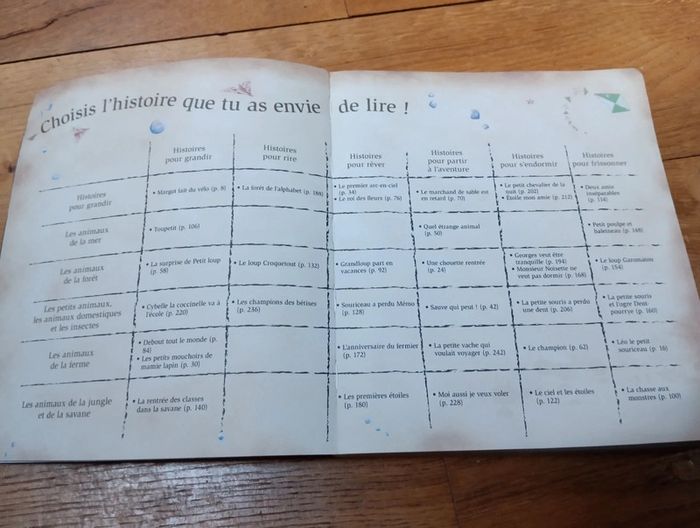 Choisis l'histoire que tu as envie de lire !
Histoires
pour grandir
Histoires
pour rire
Histoires
pour rêver
Histoires
pour partir
à l'aventure
Histoires
pour s'endormir
Histoires
pour frissonner
Histoires
pour grandir
• Margot fait du vélo (p. 8)
• La forêt de l'alphabet (p. 188)
• Le premier arc-en-ciel
(p. 34)
• Le roi des fleurs (p. 76)
• Le marchand de sable est
en retard (p. 70)
• Le petit chevalier de la
nuit (p. 202)
• Étoile mon amie (p. 212)
• Deux amis
inséparables
(p. 114)
Les animaux
de la mer
• Toupetit (p. 106)
• Quel étrange animal
(p. 50)
• Petit poulpe et
baleineau (p. 148)
Les animaux
de la forêt
• La surprise de Petit loup
(p. 58)
• Le loup Croquetout (p. 132)
• Grandloup part en
vacances (p. 92)
• Une chouette rentrée
(p. 24)
• Georges veut être
tranquille (p. 194)
• Monsieur Noisette ne
veut pas dormir (p. 168)
• Le loup
(p. 154)
Les petits animaux,
les animaux domestiques
et les insectes
• Cybelle la coccinelle va à
l'école (p. 220)
• Les champions des bêtises
(p. 236)
• Souriceau a perdu Mémo
(p. 128)
• Sauve qui peut ! (p. 42)
• La petite souris a perdu
une dent (p. 206)
• La petite souris
et l'ogre Dent-
pourrye (p. 160)
Les animaux
de la ferme
• Debout tout le monde (p.
84)
• Les petits mouchoirs de
mamie lapin (p. 30)
• L'anniversaire du fermier
(p. 172)
• La petite vache qui
voulait voyager (p. 242)
• Le champion (p. 62)
• Léo le petit
souriceau (p. 16)
Les animaux de la jungle
et de la savane
• La rentrée des classes
dans la savane (p. 140)
• Les premières étoiles
(p. 180)
• Moi aussi je veux voler
(p. 228)
• Le ciel et les étoiles
(p. 122)
• La chasse aux
monstres (p. 100)